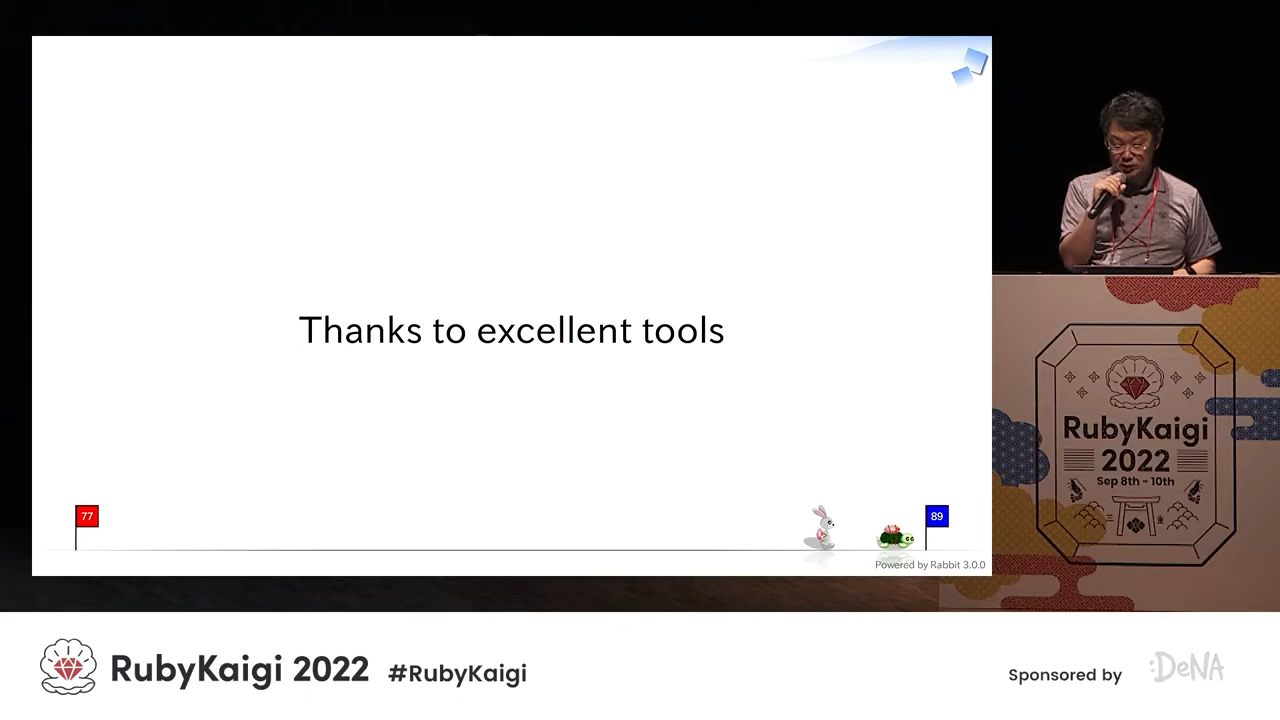 Thanks to excellent tools
77
89
Powered by Rabbit 3.0.0
RubyKaigi
2022
Sep 8th - 10th
RubyKaigi 2022 #RubyKaigi
Sponsored by :DeNA